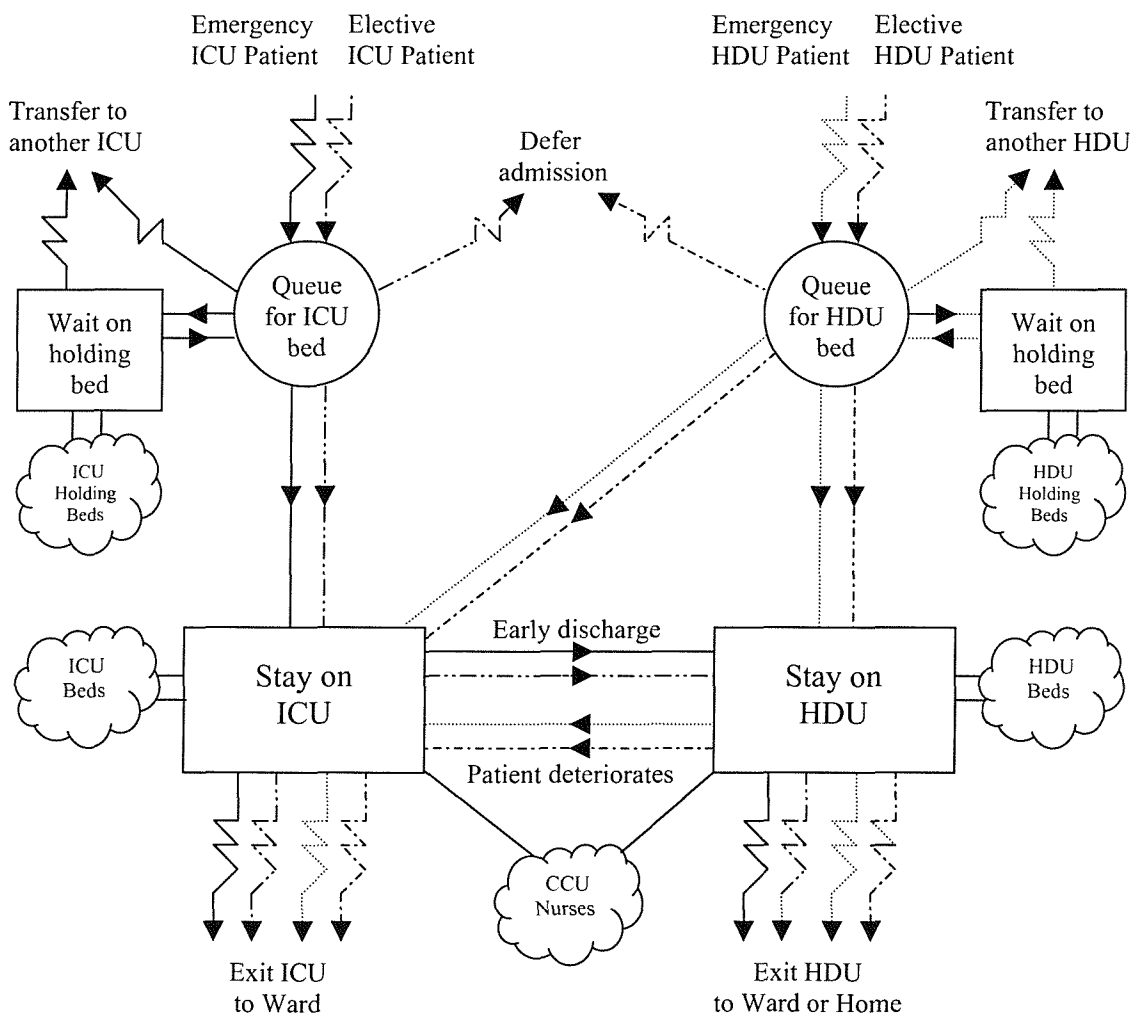 Emergency
ICU Patient
Elective
ICU Patient
Emergency
HDU Patient
Elective
HDU Patient
Transfer to
another ICU
Defer
admission
Transfer to
another HDU
Queue
for ICU
bed
Queue
for HDU
bed
Wait on
holding
bed
Wait on
holding
bed
ICU
Holding
Beds
HDU
Holding
Beds
ICU
Beds
Stay on
ICU
Early discharge
Patient deteriorates
Stay on
HDU
HDU
Beds
CCU
Nurses
Exit ICU
to Ward
Exit HDU
to Ward or Home